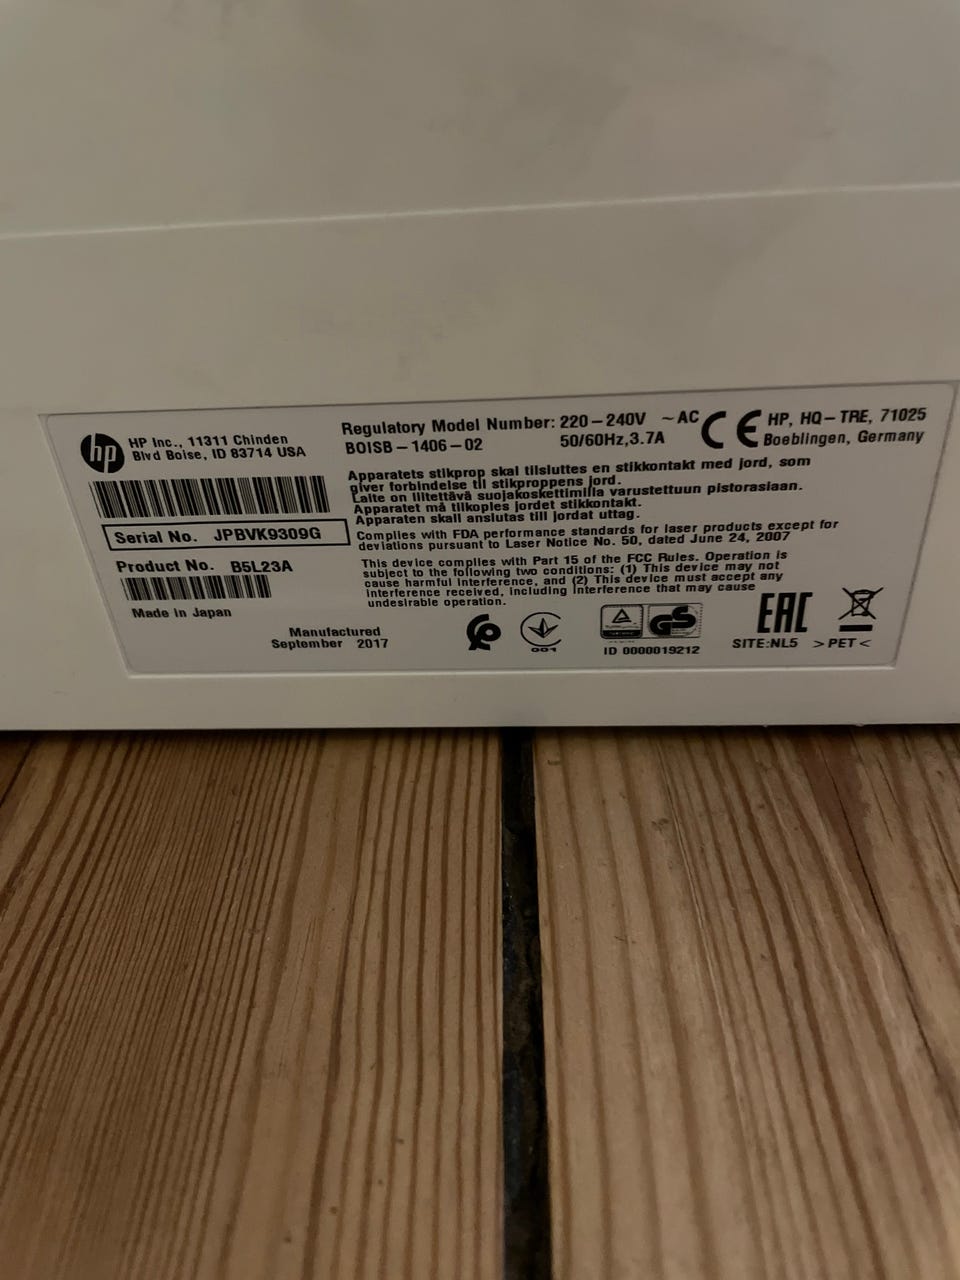 hp
HP Inc., 11311 Chinden
Blvd Boise, ID 83714 USA
Serial No. JPBVK9309G
Product No. B5L23A
Made in Japan
Manufactured
September 2017
Regulatory Model Number: 220-240V ~AC
BOISB-1406-02 50/60Hz,3.7A
CE
HP, HQ-TRE, 71025
Boeblingen, Germany
Apparatets stikprop skal tilsluttes en stikkontakt med jord, som
giver forbindelse til stikproppens jord.
Laite on liitettävä suojakoskettimilla varustettuun pistorasiaan.
Apparatet må tilkoples jordet stikkontakt.
Apparaten skall anslutas till jordat uttag.
Complies with FDA performance standards for laser products except for
deviations pursuant to Laser Notice No. 50, dated June 24, 2007
This device complies with Part 15 of the FCC Rules. Operation is
subject to the following two conditions: (1) This device may not
cause harmful interference, and (2) This device must accept any
interference received, including interference that may cause
undesirable operation.
001
GS
ID 0000019212
EAC
SITE:NL5 >PET<